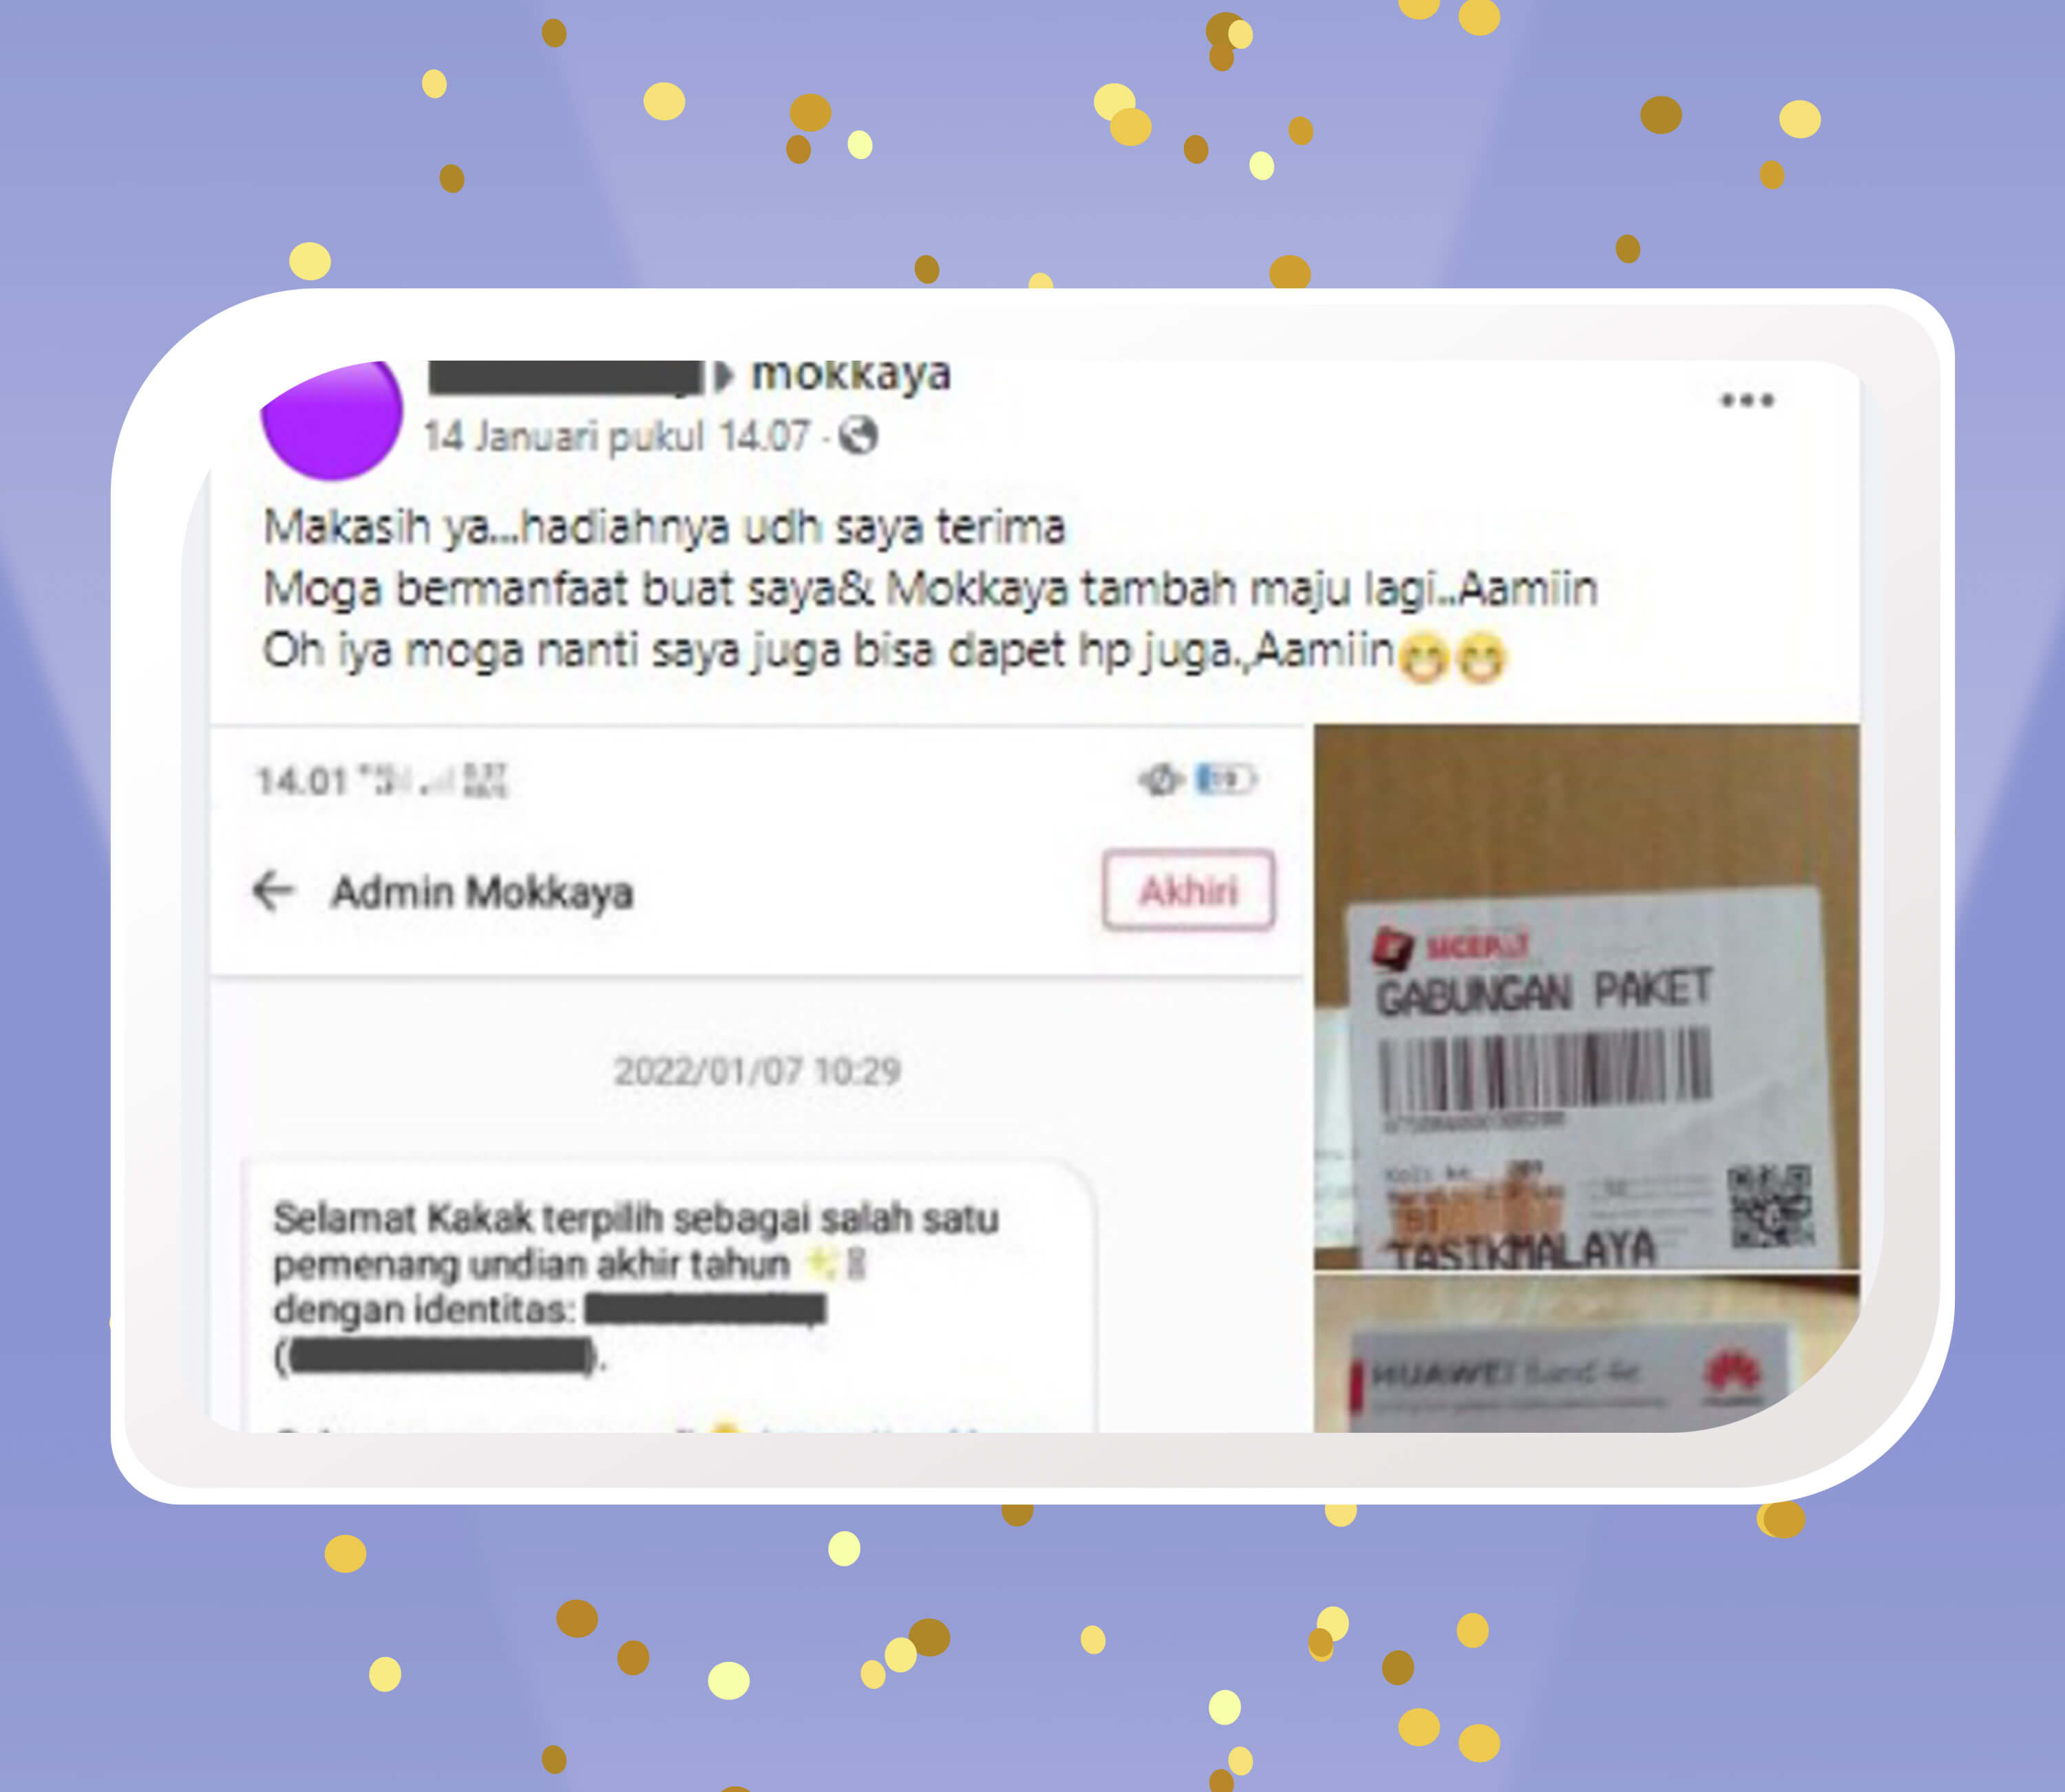 mokkaya
14 Januari pukul 14.07 ·
Makasih ya...hadiahnya udh saya terima
Moga bermanfaat buat saya& Mokkaya tambah maju lagi..Aamiin
Oh iya moga nanti saya juga bisa dapet hp juga.,Aamiin
14.01
Admin Mokkaya
Akhiri
2022/01/07 10:29
Selamat Kakak terpilih sebagai salah satu
pemenang undian akhir tahun
dengan identitas:
SICEPAT
GABUNGAN PAKET
TASIKMALAYA
HUAWEI Band 4e